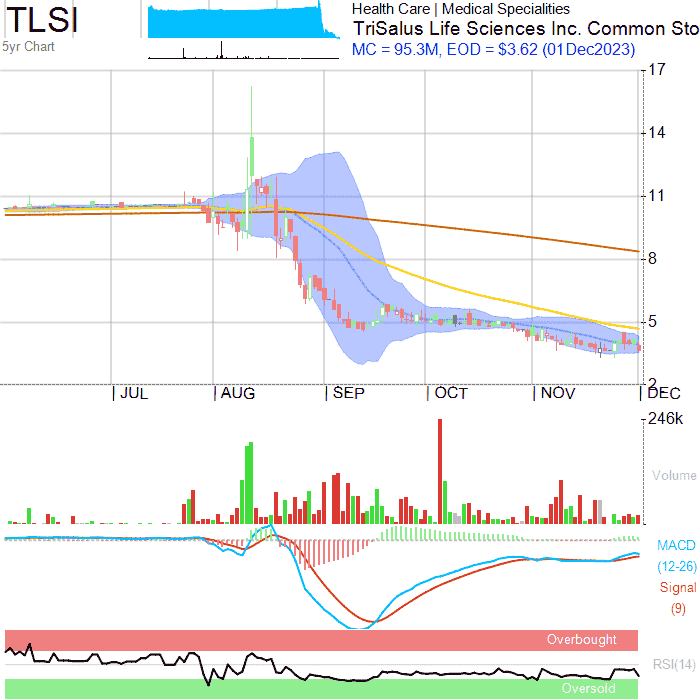 TLSI
5yr Chart
Health Care | Medical Specialities
TriSalus Life Sciences Inc. Common Sto
MC = 95.3M, EOD = $3.62 (01Dec2023)
17
14
11
8
5
2
JUL AUG SEP OCT NOV DEC
246k
Volume
MACD
(12-26)
Signal
(9)
Overbought
RSI(14)
Oversold